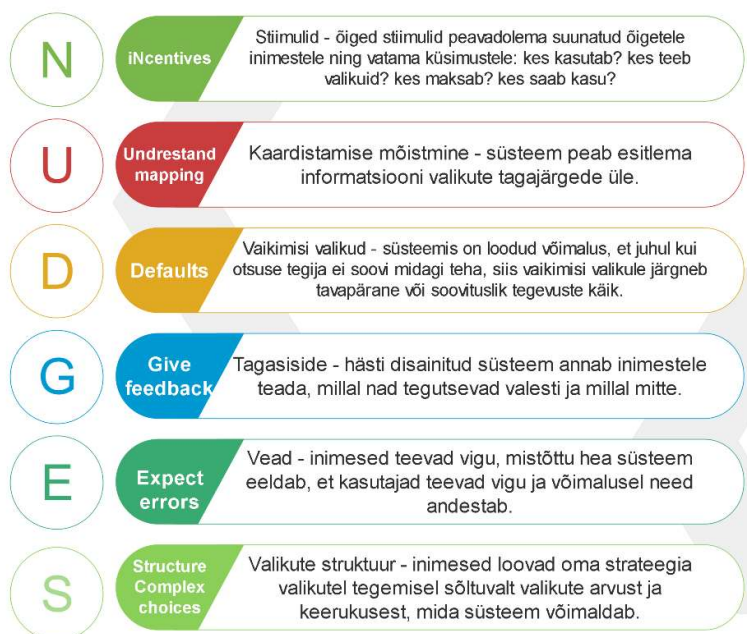 N
iNcentives
Stiimulid - õiged stiimulid peavadolema suunatud õigetele
inimestele ning vatama küsimustele: kes kasutab? kes teeb
valikuid? kes maksab? kes saab kasu?
U
Undrestand
mapping
Kaardistamise mõistmine - süsteem peab esitlema
informatsiooni valikute tagajärgede üle.
D
Defaults
Vaikimisi valikud - süsteemis on loodud võimalus, et juhul kui
otsuse tegija ei soovi midagi teha, siis vaikimisi valikule järgneb
tavapärane või soovituslik tegevuste käik.
G
Give
feedback
Tagasiside - hästi disainitud süsteem annab inimestele
teada, millal nad tegutsevad valesti ja millal mitte.
E
Expect
errors
Vead - inimesed teevad vigu, mistõttu hea süsteem
eeldab, et kasutajad teevad vigu ja võimalusel need
andestab.
S
Structure
Complex
choices
Valikute struktuur - inimesed loovad oma strateegia
valikutel tegemisel sõltuvalt valikute arvust ja
keerukusest, mida süsteem võimaldab.